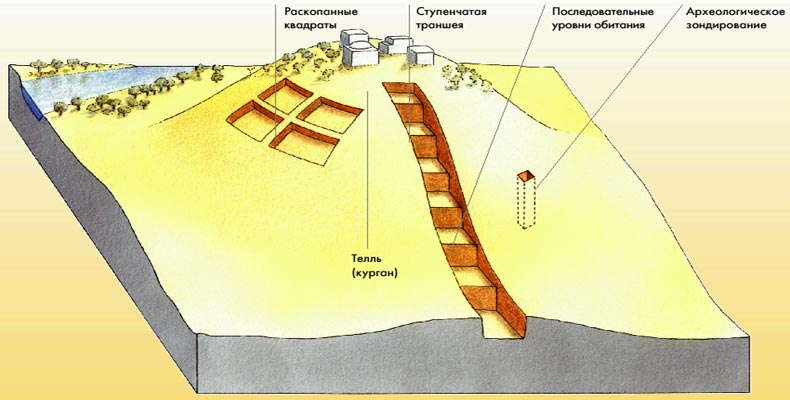 Раскопанные
квадраты
Ступенчатая
траншея
Последовательные
уровни обитания
Археологическое
зондирование
Телль
(курган)